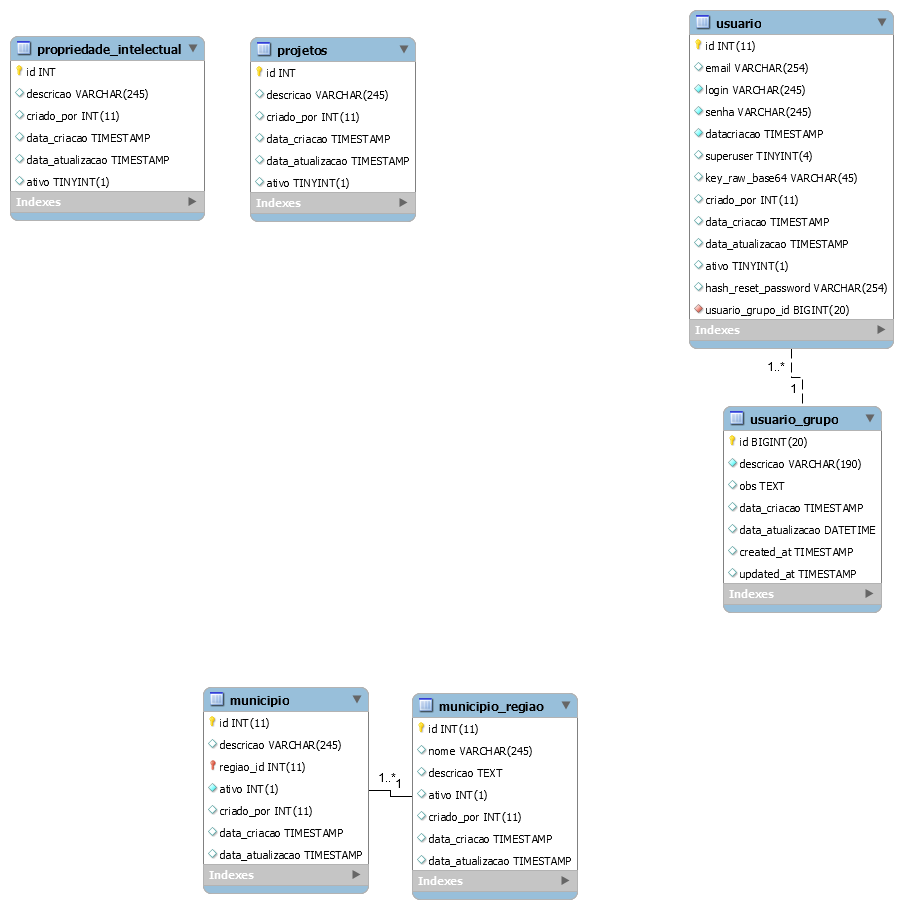 propriedade_intelectual
id INT
descricao VARCHAR(245)
criado_por INT(11)
data_criacao TIMESTAMP
data_atualizacao TIMESTAMP
ativo TINYINT(1)
Indexes
projetos
id INT
descricao VARCHAR(245)
criado_por INT(11)
data_criacao TIMESTAMP
data_atualizacao TIMESTAMP
ativo TINYINT(1)
Indexes
usuario
id INT(11)
email VARCHAR(254)
login VARCHAR(245)
senha VARCHAR(245)
datacriacao TIMESTAMP
superuser TINYINT(4)
key_raw_base64 VARCHAR(45)
criado_por INT(11)
data_criacao TIMESTAMP
data_atualizacao TIMESTAMP
ativo TINYINT(1)
hash_reset_password VARCHAR(254)
usuario_grupo_id BIGINT(20)
Indexes
1..*
1
usuario_grupo
id BIGINT(20)
descricao VARCHAR(190)
obs TEXT
data_criacao TIMESTAMP
data_atualizacao DATETIME
created_at TIMESTAMP
updated_at TIMESTAMP
Indexes
municipio
id INT(11)
descricao VARCHAR(245)
regiao_id INT(11)
ativo INT(1)
criado_por INT(11)
data_criacao TIMESTAMP
data_atualizacao TIMESTAMP
Indexes
1..*
1
municipio_regiao
id INT(11)
nome VARCHAR(245)
descricao TEXT
ativo INT(1)
criado_por INT(11)
data_criacao TIMESTAMP
data_atualizacao TIMESTAMP
Indexes